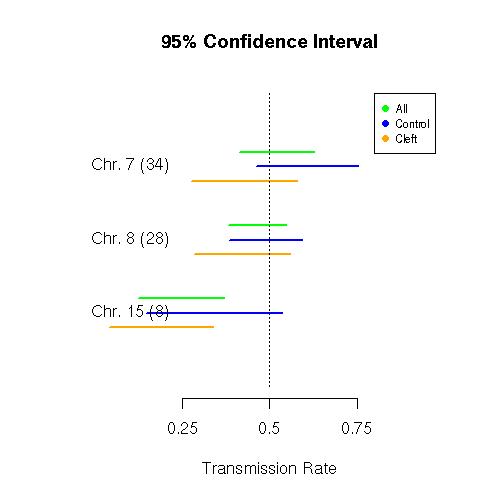 95% Confidence Interval
All
Control
Cleft
Chr. 7 (34)
Chr. 8 (28)
Chr. 15 (8)
0.25 0.5 0.75
Transmission Rate